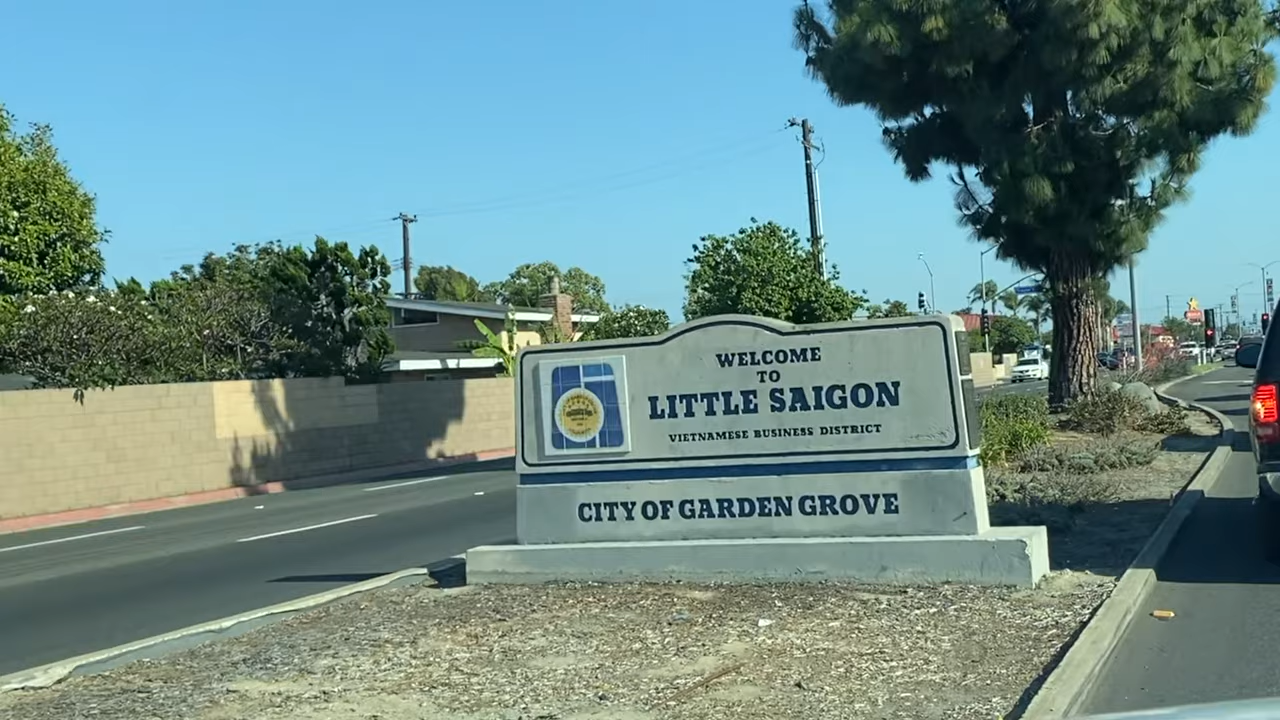 WELCOME
TO
LITTLE SAIGON
VIETNAMESE BUSINESS DISTRICT
CITY OF GARDEN GROVE